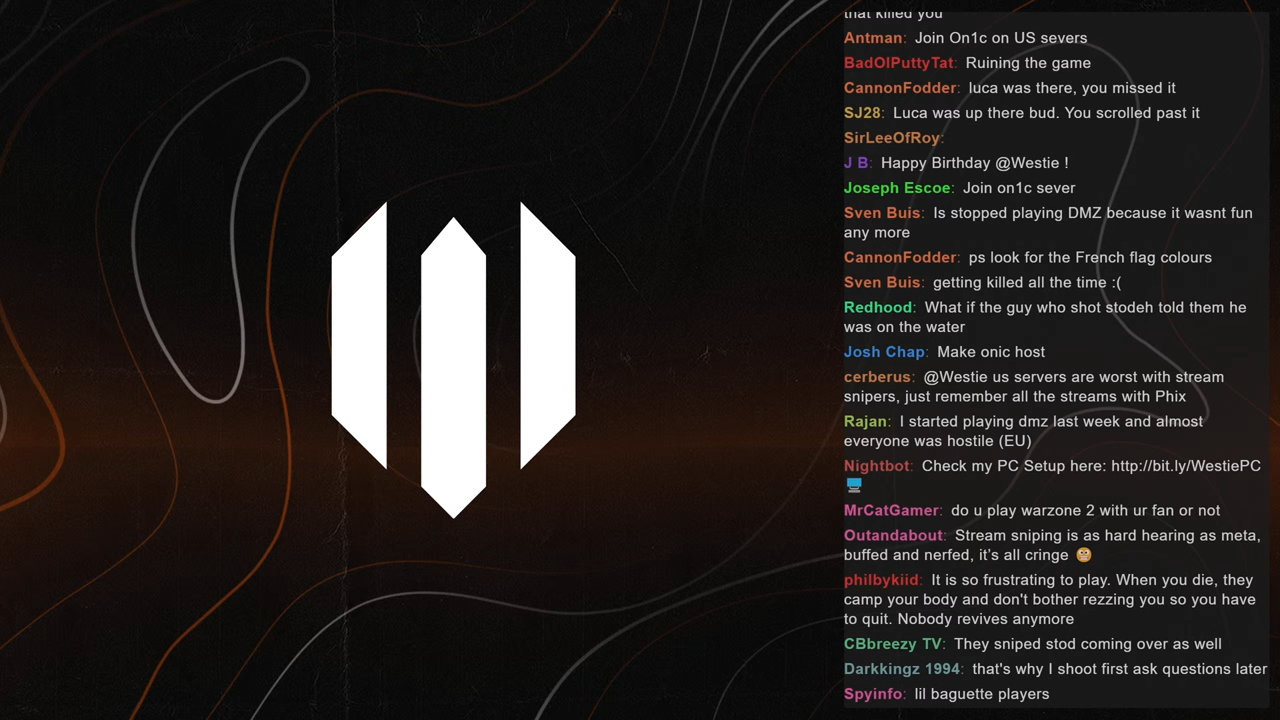 that killed you
Antman: Join On1c on US severs
BadOlPuttyTat: Ruining the game
CannonFodder: luca was there, you missed it
SJ28: Luca was up there bud. You scrolled past it
SirLeeOfRoy:
J B: Happy Birthday @Westie !
Joseph Escoe: Join on1c sever
Sven Buis: Is stopped playing DMZ because it wasnt fun
any more
CannonFodder: ps look for the French flag colours
Sven Buis: getting killed all the time :(
Redhood: What if the guy who shot stodeh told them he
was on the water
Josh Chap: Make onic host
cerberus: @Westie us servers are worst with stream
snipers, just remember all the streams with Phix
Rajan: I started playing dmz last week and almost
everyone was hostile (EU)
Nightbot: Check my PC Setup here: http://bit.ly/WestiePC
MrCatGamer: do u play warzone 2 with ur fan or not
Outandabout: Stream sniping is as hard hearing as meta,
buffed and nerfed, it’s all cringe
philbykiid: It is so frustrating to play. When you die, they
camp your body and don't bother rezzing you so you have
to quit. Nobody revives anymore
CBbreezy TV: They sniped stod coming over as well
Darkkingz 1994: that's why I shoot first ask questions later
Spyinfo: lil baguette players